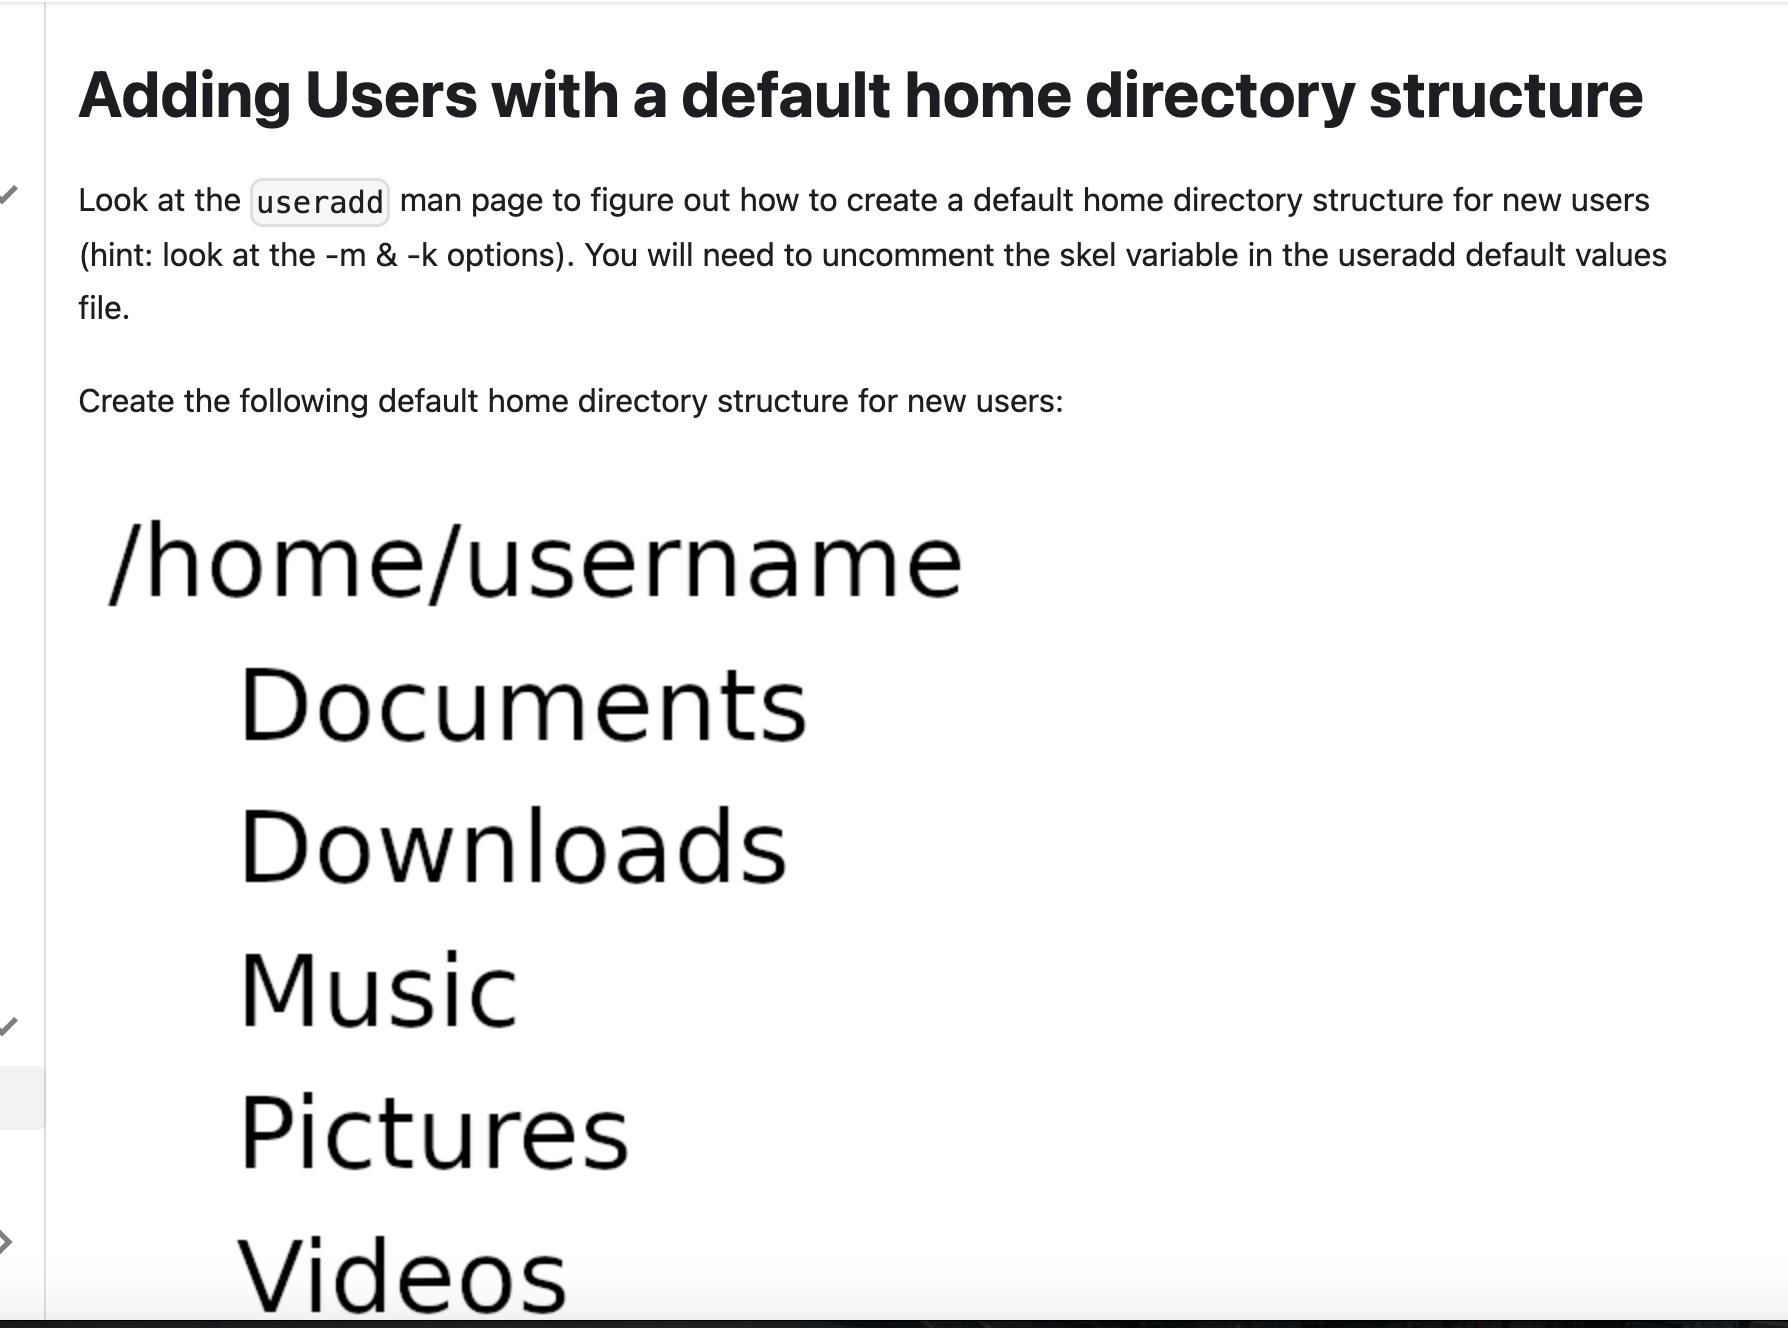 Adding Users with a default home directory structure
Look at the useradd man page to figure out how to create a default home directory structure for new users
(hint: look at the -m & -k options). You will need to uncomment the skel variable in the useradd default values
file.
Create the following default home directory structure for new users:
/home/username
Documents
Downloads
Music
Pictures
Videos